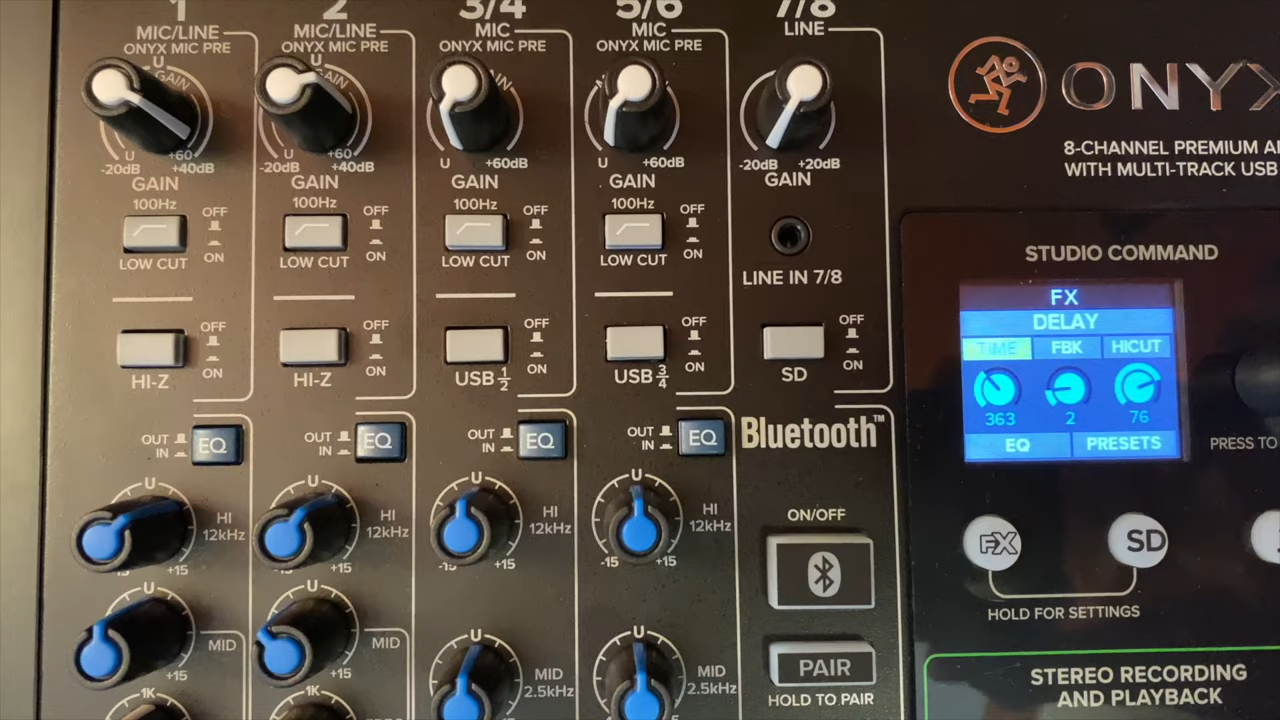 1
MIC/LINE
ONYX MIC PRE
U
GAIN
U
-20dB
+60
+40dB
GAIN
100Hz
OFF
ON
LOW CUT
OFF
ON
HI-Z
OUT
IN
EQ
U
HI
12kHz
+15
U
MID
+15
1K
2
MIC/LINE
ONYX MIC PRE
U
GAIN
U
-20dB
+60
+40dB
GAIN
100Hz
OFF
ON
LOW CUT
OFF
ON
HI-Z
OUT
IN
EQ
U
HI
12kHz
-15
+15
U
MID
+15
1K
3/4
MIC
ONYX MIC PRE
U
+60dB
GAIN
100Hz
OFF
ON
LOW CUT
OFF
ON
USB 1/2
OUT
IN
EQ
U
HI
12kHz
-15
+15
U
MID
2.5kHz
5/6
MIC
ONYX MIC PRE
U
+60dB
GAIN
100Hz
OFF
ON
LOW CUT
OFF
ON
USB 3/4
OUT
IN
EQ
U
HI
12kHz
-15
+15
U
MID
2.5kHz
7/8
LINE
-20dB
+20dB
GAIN
LINE IN 7/8
OFF
ON
SD
Bluetooth™
ON/OFF
PAIR
HOLD TO PAIR
ONYX
8-CHANNEL PREMIUM
WITH MULTI-TRACK USB
STUDIO COMMAND
FX
DELAY
TIME FBK HICUT
363 2 76
EQ PRESETS
PRESS TO
FX SD
HOLD FOR SETTINGS
STEREO RECORDING
AND PLAYBACK